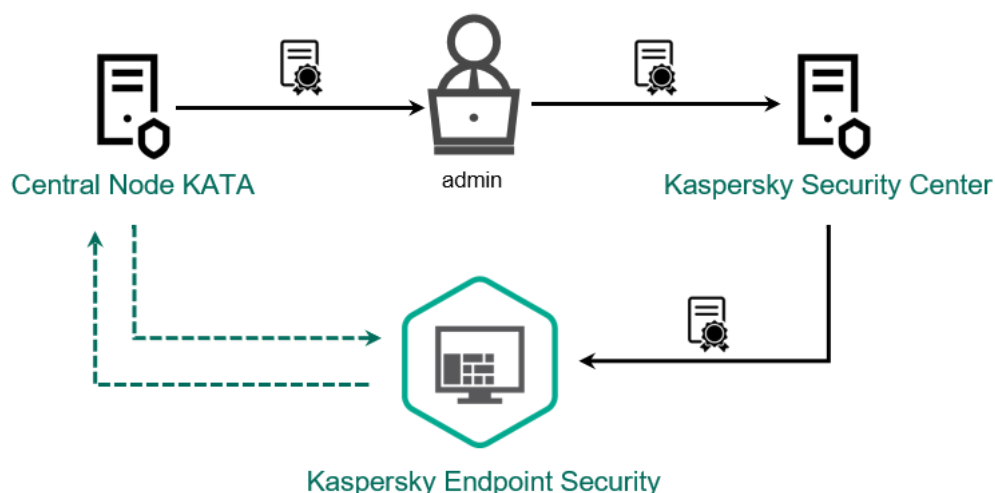 admin
Central Node KATA
Kaspersky Security Center
Kaspersky Endpoint Security